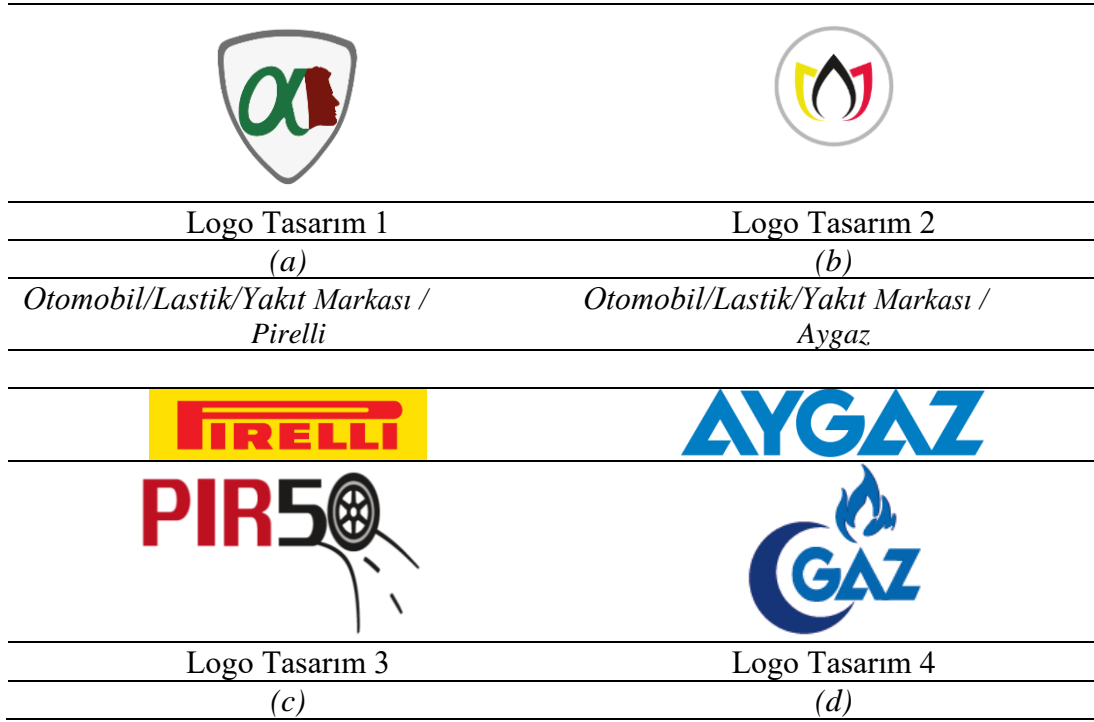 α
Logo Tasarım 1 Logo Tasarım 2
(a) (b)
Otomobil/Lastik/Yakıt Markası / Otomobil/Lastik/Yakıt Markası /
Pirelli Aygaz
PIRELLI AYGAZ
PIR50 GAZ
Logo Tasarım 3 Logo Tasarım 4
(c) (d)